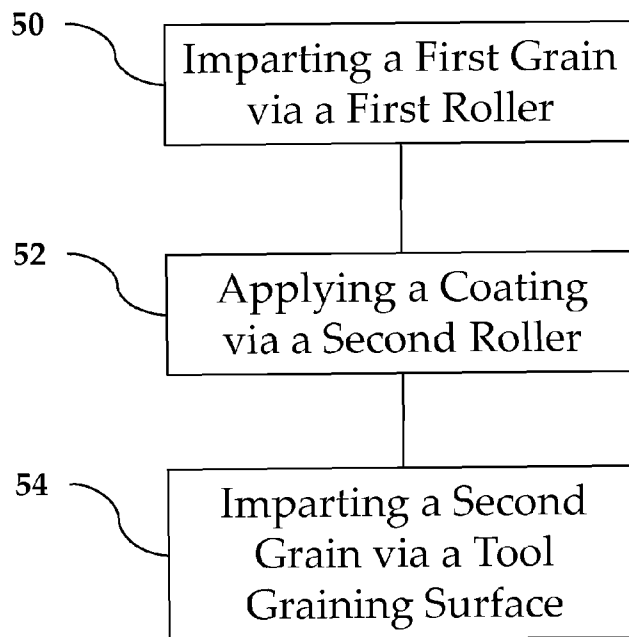 50
Imparting a First Grain
via a First Roller
52
Applying a Coating
via a Second Roller
54
Imparting a Second
Grain via a Tool
Graining Surface